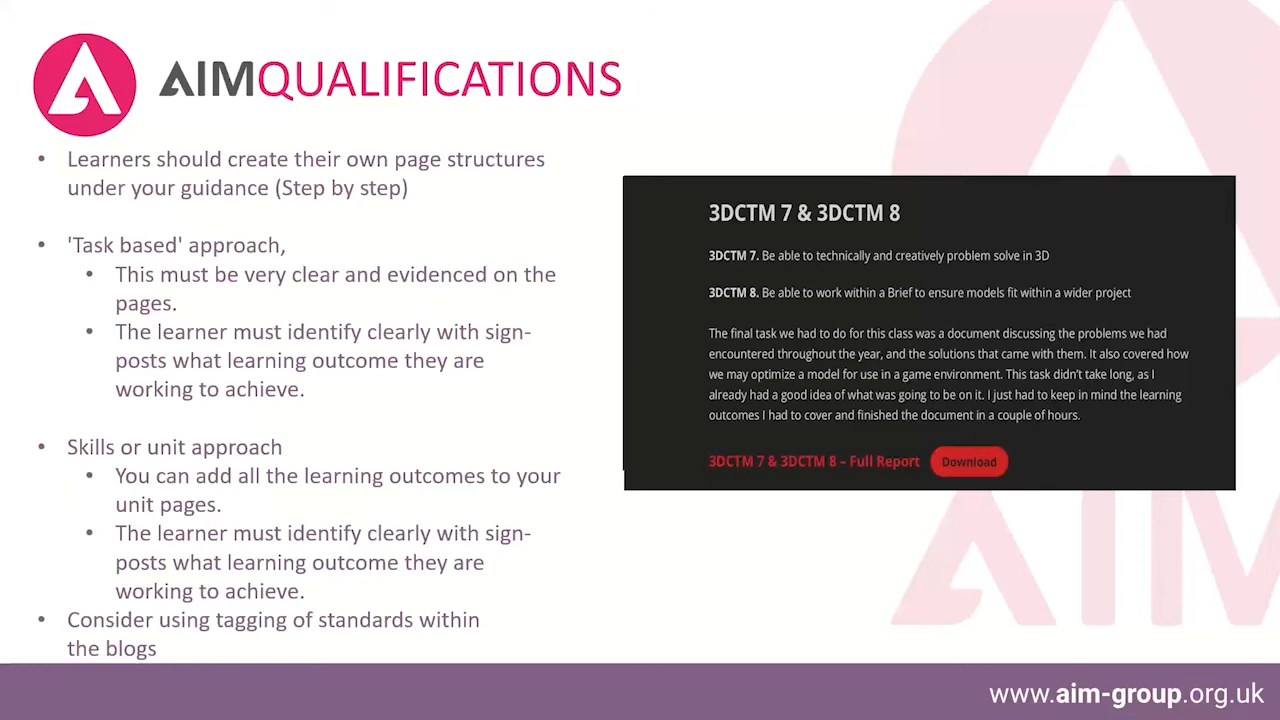 AIMQUALIFICATIONS
• Learners should create their own page structures
under your guidance (Step by step)
• 'Task based' approach,
• This must be very clear and evidenced on the
pages.
• The learner must identify clearly with sign-
posts what learning outcome they are
working to achieve.
• Skills or unit approach
• You can add all the learning outcomes to your
unit pages.
• The learner must identify clearly with sign-
posts what learning outcome they are
working to achieve.
• Consider using tagging of standards within
the blogs
3DCTM 7 & 3DCTM 8
3DCTM 7. Be able to technically and creatively problem solve in 3D
3DCTM 8. Be able to work within a Brief to ensure models fit within a wider project
The final task we had to do for this class was a document discussing the problems we had
encountered throughout the year, and the solutions that came with them. It also covered how
we may optimize a model for use in a game environment. This task didn't take long, as I
already had a good idea of what was going to be on it. I just had to keep in mind the learning
outcomes I had to cover and finished the document in a couple of hours.
3DCTM 7 & 3DCTM 8 – Full Report Download
AIM
www.aim-group.org.uk